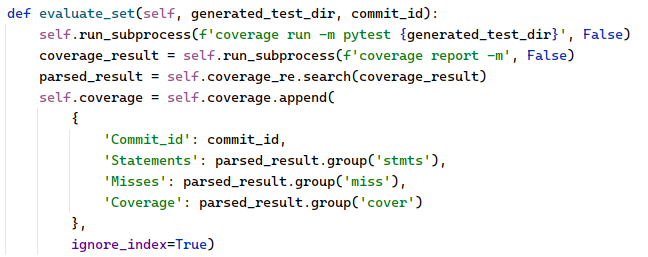 def evaluate_set(self, generated_test_dir, commit_id):
    self.run_subprocess(f'coverage run -m pytest {generated_test_dir}', False)
    coverage_result = self.run_subprocess(f'coverage report -m', False)
    parsed_result = self.coverage_re.search(coverage_result)
    self.coverage = self.coverage.append(
        {
            'Commit_id': commit_id,
            'Statements': parsed_result.group('stmts'),
            'Misses': parsed_result.group('miss'),
            'Coverage': parsed_result.group('cover')
        },
        ignore_index=True)